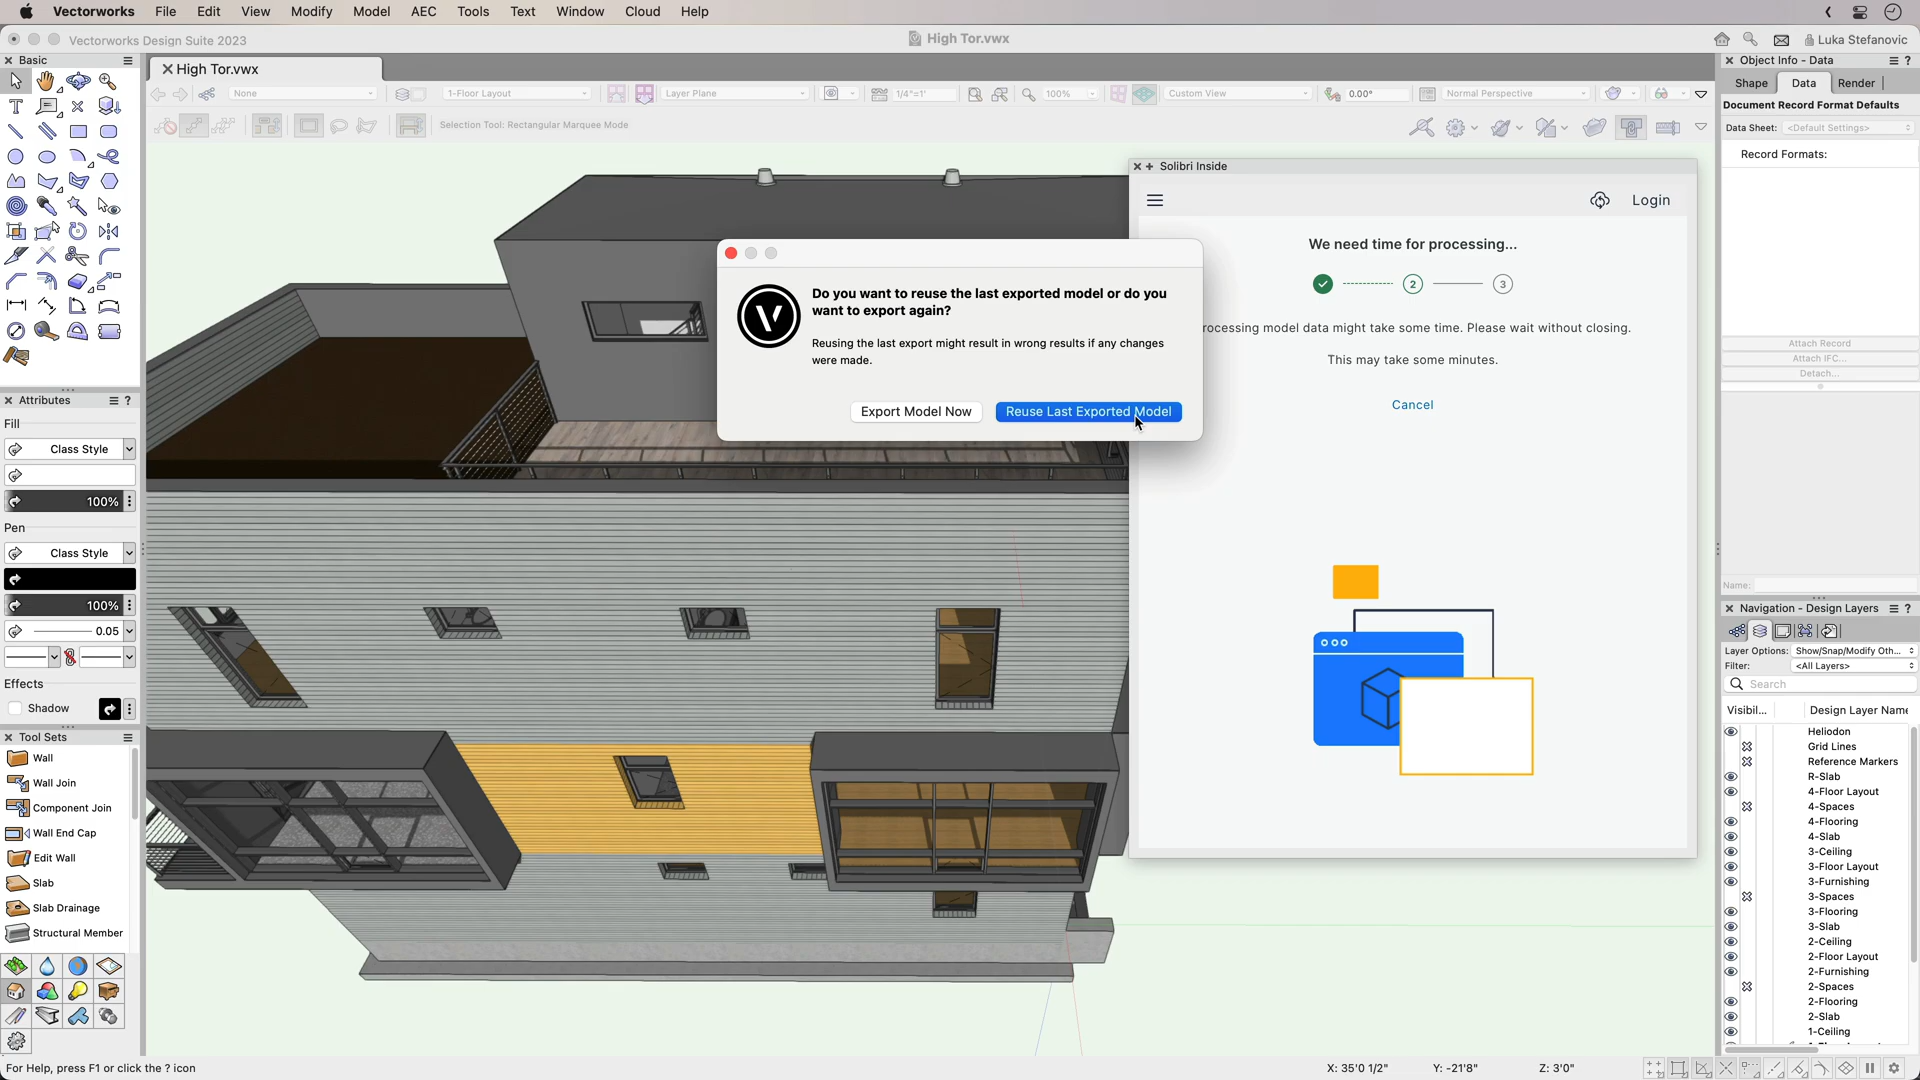 Vectorworks File Edit View Modify Model AEC Tools Text Window Cloud Help
Vectorworks Design Suite 2023
High Tor.vwx
Luka Stefanovic
Basic
High Tor.vwx
None
1-Floor Layout
Layer Plane
1/4"=1'
100%
Custom View
0.00°
Normal Perspective
Selection Tool: Rectangular Marquee Mode
Attributes
?
Fill
Class Style
100%
Pen
Class Style
100%
0.05
Effects
Shadow
Tool Sets
Wall
Wall Join
Component Join
Wall End Cap
Edit Wall
Slab
Slab Drainage
Structural Member
Do you want to reuse the last exported model or do you
want to export again?
Reusing the last export might result in wrong results if any changes
were made.
Export Model Now
Reuse Last Exported Model
Solibri Inside
Login
We need time for processing...
2
3
rocessing model data might take some time. Please wait without closing.
This may take some minutes.
Cancel
Object Info - Data
?
Shape Data Render
Document Record Format Defaults
Data Sheet: <Default Settings>
Record Formats:
Attach Record
Attach IFC...
Detach...
Name:
Navigation - Design Layers
?
Layer Options: Show/Snap/Modify Oth...
Filter: <All Layers>
Search
Visibil... Design Layer Name
Heliodon
Grid Lines
Reference Markers
R-Slab
4-Floor Layout
4-Spaces
4-Flooring
4-Slab
3-Ceiling
3-Floor Layout
3-Furnishing
3-Spaces
3-Flooring
3-Slab
2-Ceiling
2-Floor Layout
2-Furnishing
2-Spaces
2-Flooring
2-Slab
1-Ceiling
For Help, press F1 or click the ? icon
X: 35'0 1/2"
Y: -21'8"
Z: 3'0"